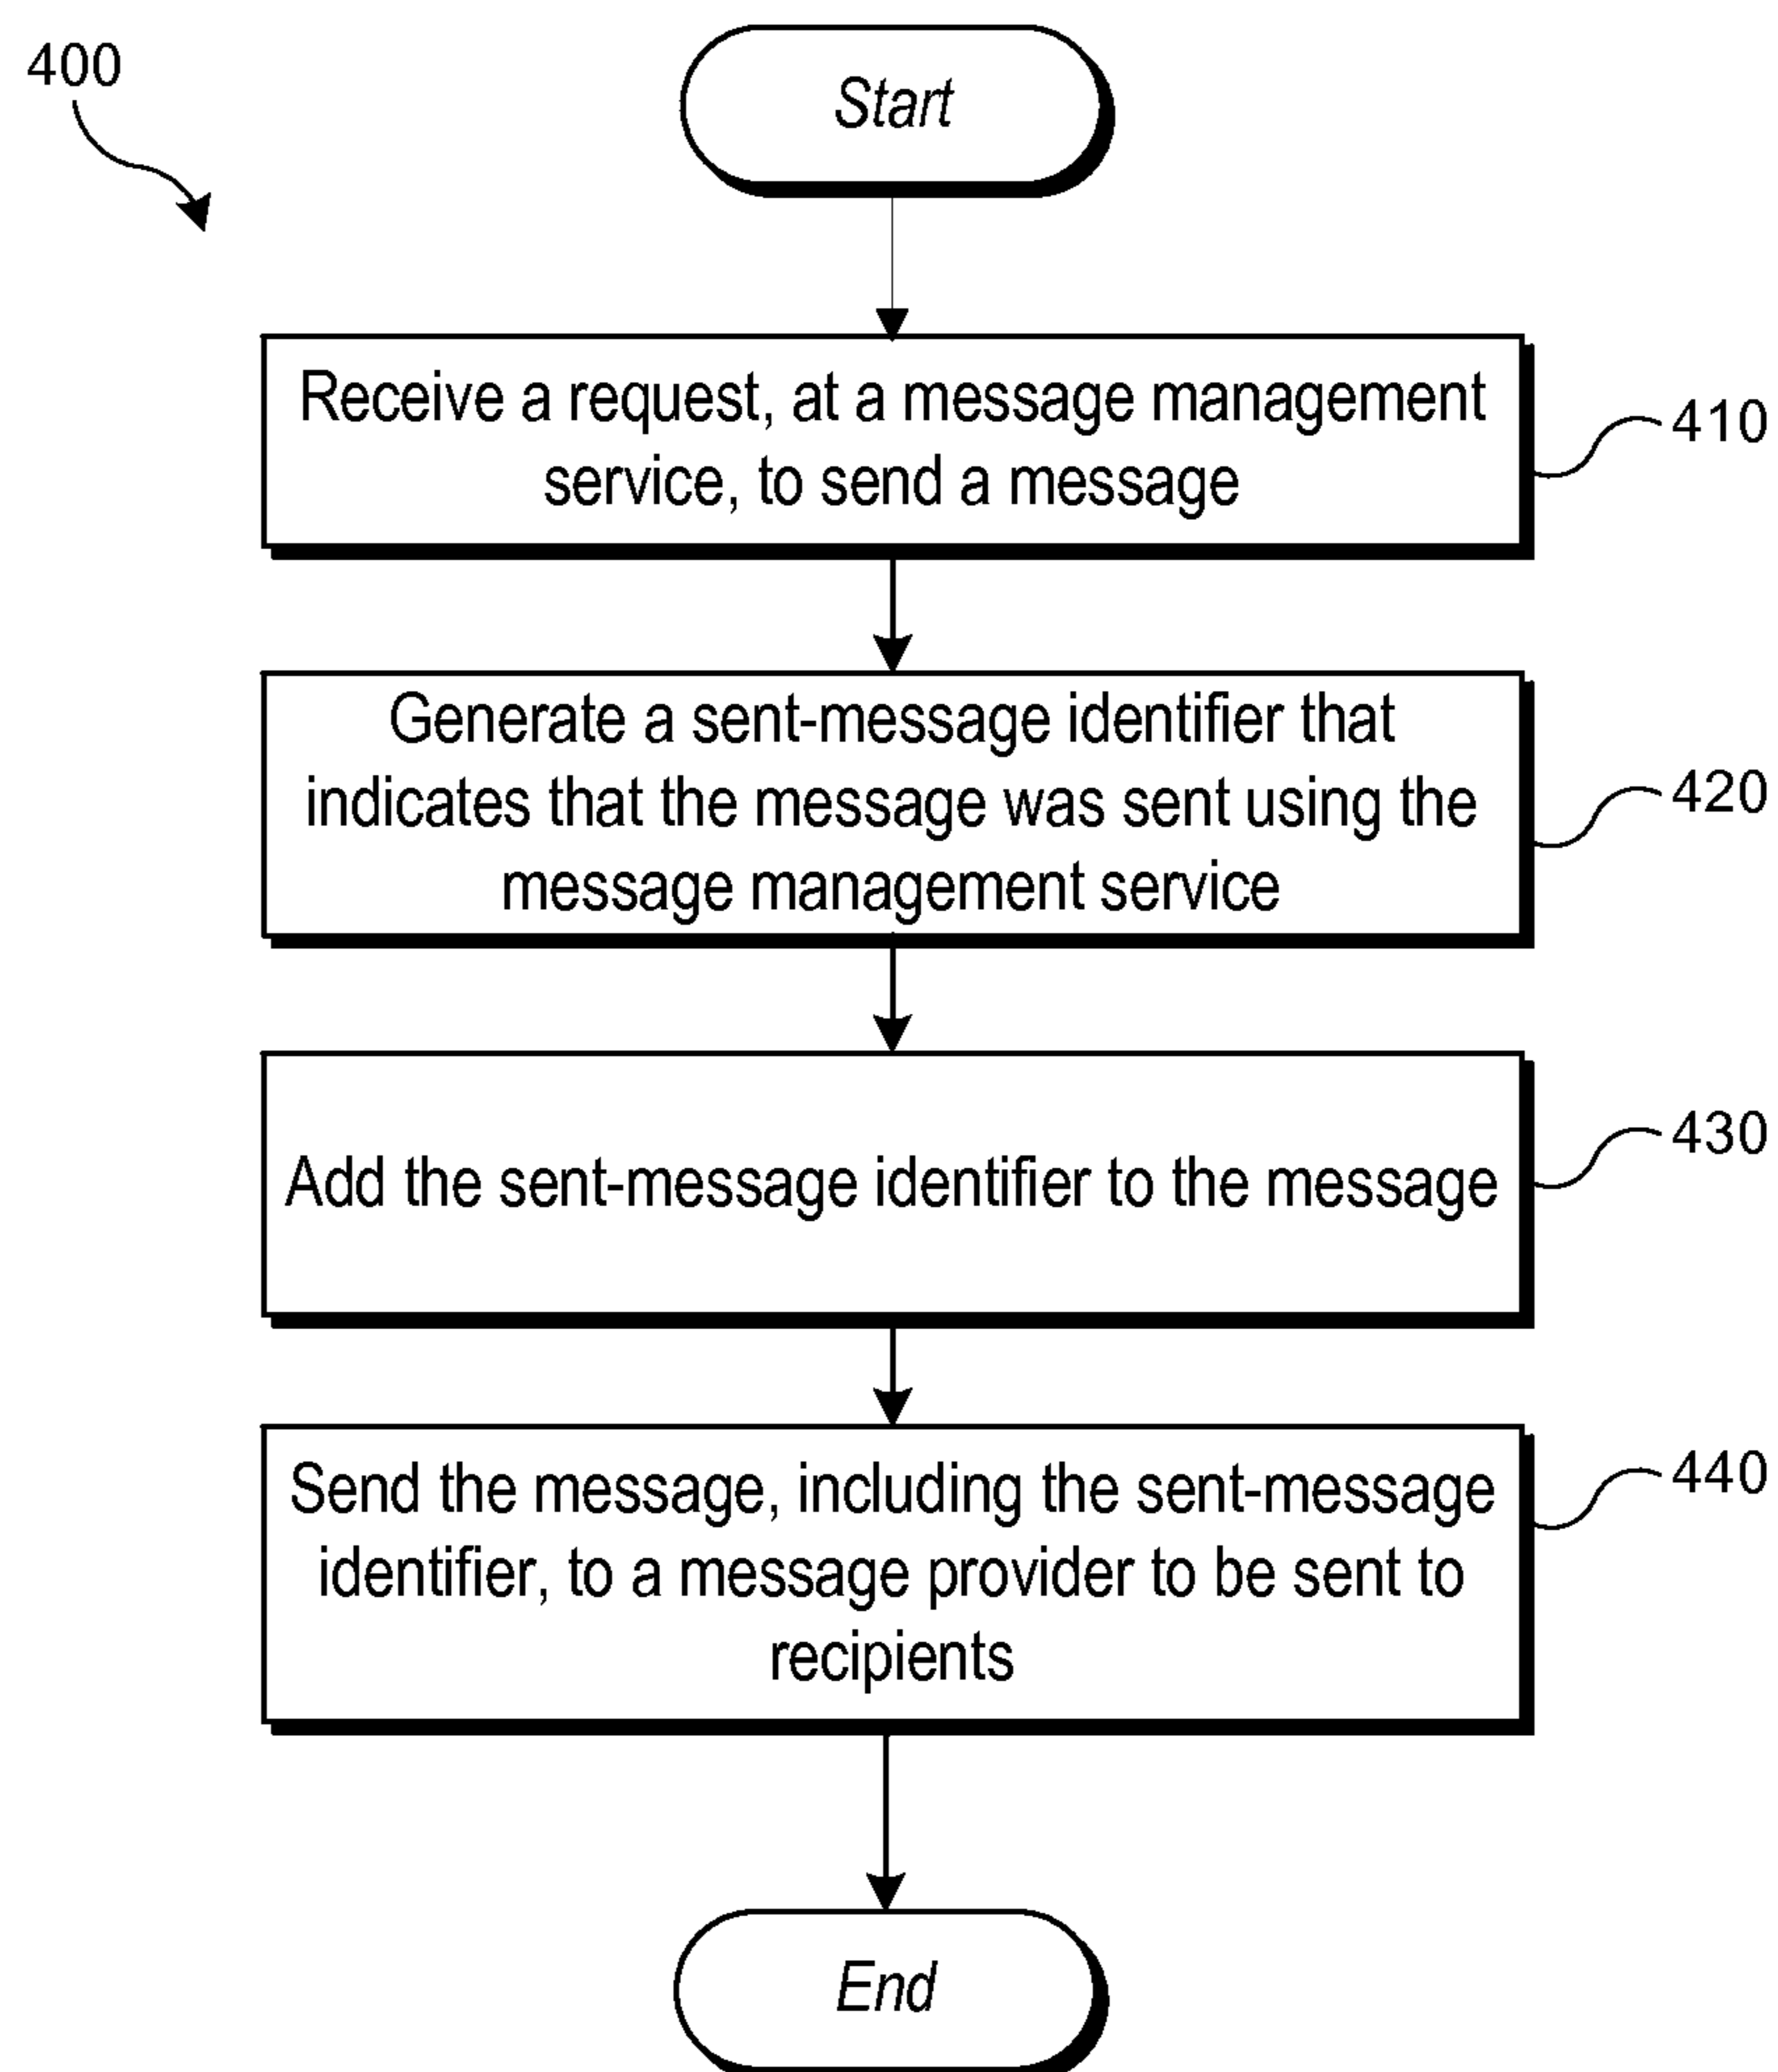 400
Start
Receive a request, at a message management
service, to send a message
410
Generate a sent-message identifier that
indicates that the message was sent using the
message management service
420
Add the sent-message identifier to the message
430
Send the message, including the sent-message
identifier, to a message provider to be sent to
recipients
440
End